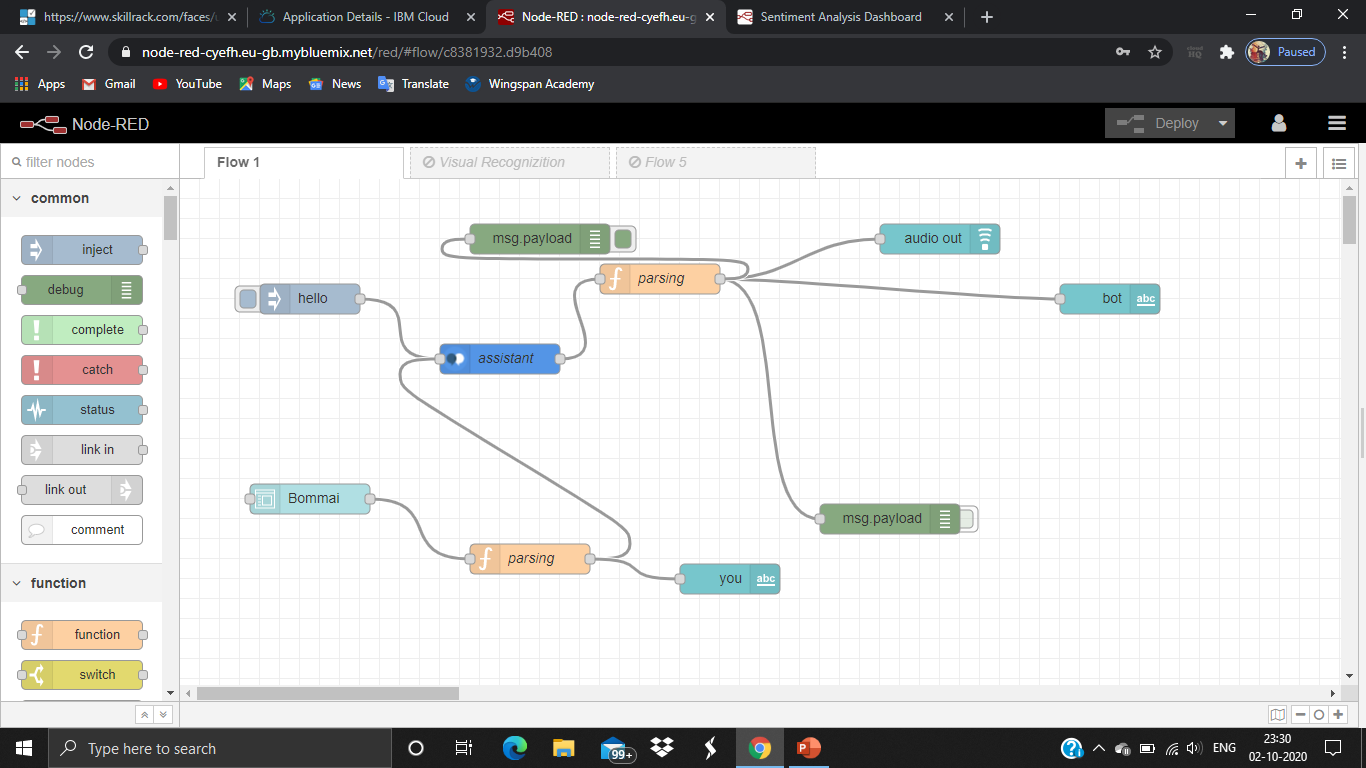 https://www.skillrack.com/faces/
Application Details - IBM Cloud
Node-RED : node-red-cyefh.eu-g
Sentiment Analysis Dashboard
node-red-cyefh.eu-gb.mybluemix.net/red/#flow/c8381932.d9b408
Paused
Apps
Gmail
YouTube
Maps
News
Translate
Wingspan Academy
Node-RED
Deploy
filter nodes
Flow 1
Visual Recognizition
Flow 5
common
inject
debug
complete
catch
status
link in
link out
comment
function
function
switch
msg.payload
audio out
parsing
hello
bot
abc
assistant
Bommai
msg.payload
parsing
you
abc
Type here to search
99+
ENG
23:30
02-10-2020